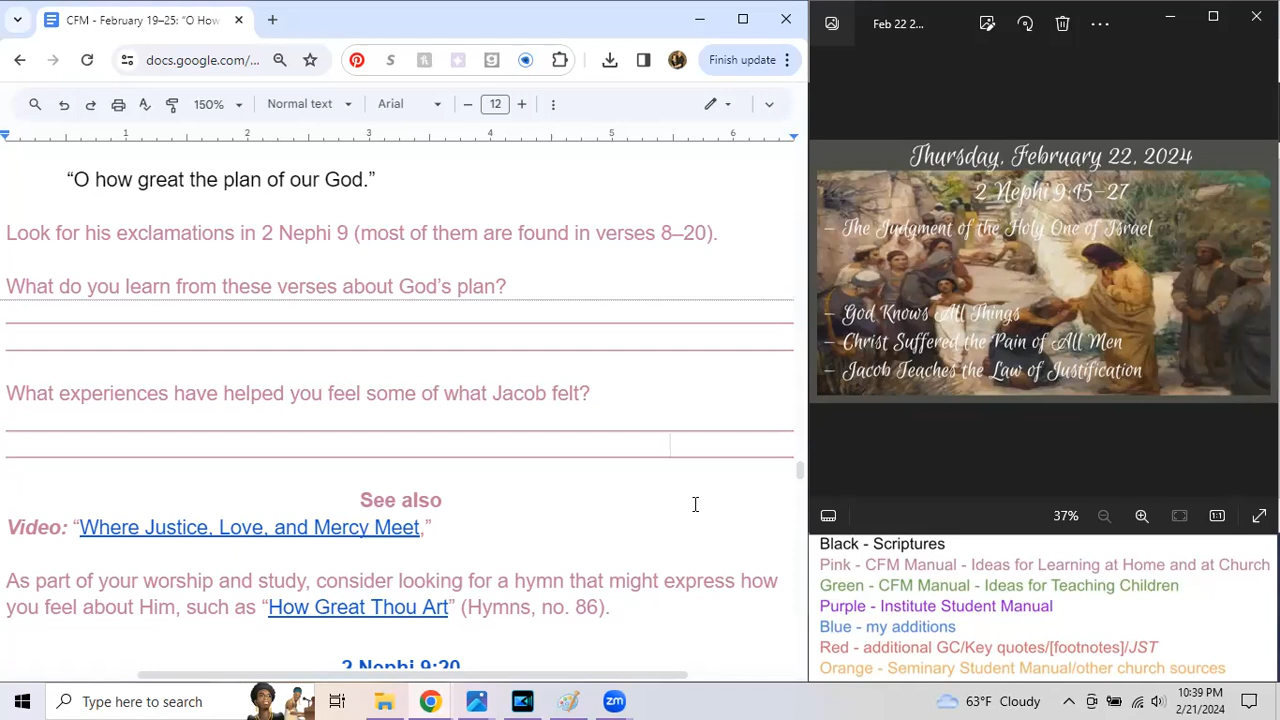 CFM - February 19–25: “O How
docs.google.com/...
Finish update
150%
Normal text
Arial
12
1 2 3 4 5 6
“O how great the plan of our God.”
Look for his exclamations in 2 Nephi 9 (most of them are found in verses 8–20).
What do you learn from these verses about God’s plan?
What experiences have helped you feel some of what Jacob felt?
See also
Video: “Where Justice, Love, and Mercy Meet,”
As part of your worship and study, consider looking for a hymn that might express how
you feel about Him, such as “How Great Thou Art” (Hymns, no. 86).
2 Nephi 9:20
Feb 22 2...
Thursday, February 22, 2024
2 Nephi 9:15–27
– The Judgment of the Holy One of Israel
– God Knows All Things
– Christ Suffered the Pain of All Men
– Jacob Teaches the Law of Justification
37%
1:1
Black - Scriptures
Pink - CFM Manual - Ideas for Learning at Home and at Church
Green - CFM Manual - Ideas for Teaching Children
Purple - Institute Student Manual
Blue - my additions
Red - additional GC/Key quotes/[footnotes]/JST
Orange - Seminary Student Manual/other church sources
Type here to search
zm
63°F Cloudy
10:39 PM
2/21/2024